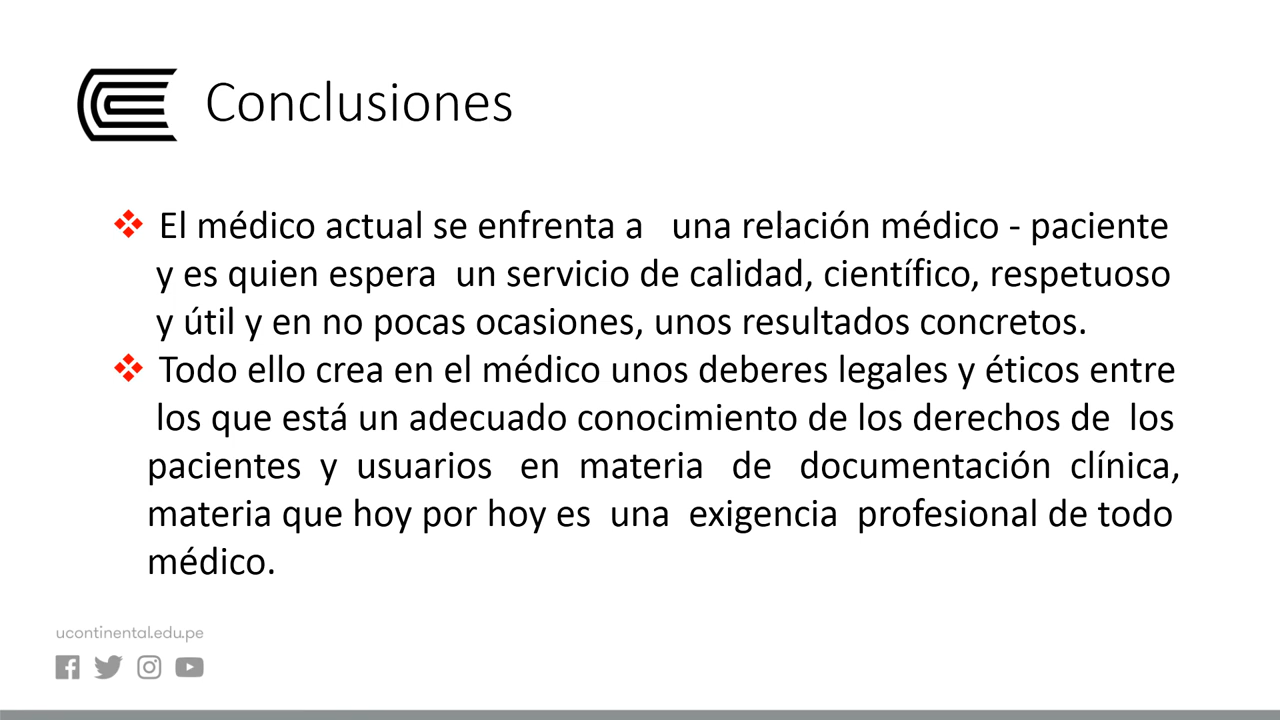 Conclusiones
❖ El médico actual se enfrenta a una relación médico - paciente
y es quien espera un servicio de calidad, científico, respetuoso
y útil y en no pocas ocasiones, unos resultados concretos.
❖ Todo ello crea en el médico unos deberes legales y éticos entre
los que está un adecuado conocimiento de los derechos de los
pacientes y usuarios en materia de documentación clínica,
materia que hoy por hoy es una exigencia profesional de todo
médico.
ucontinental.edu.pe